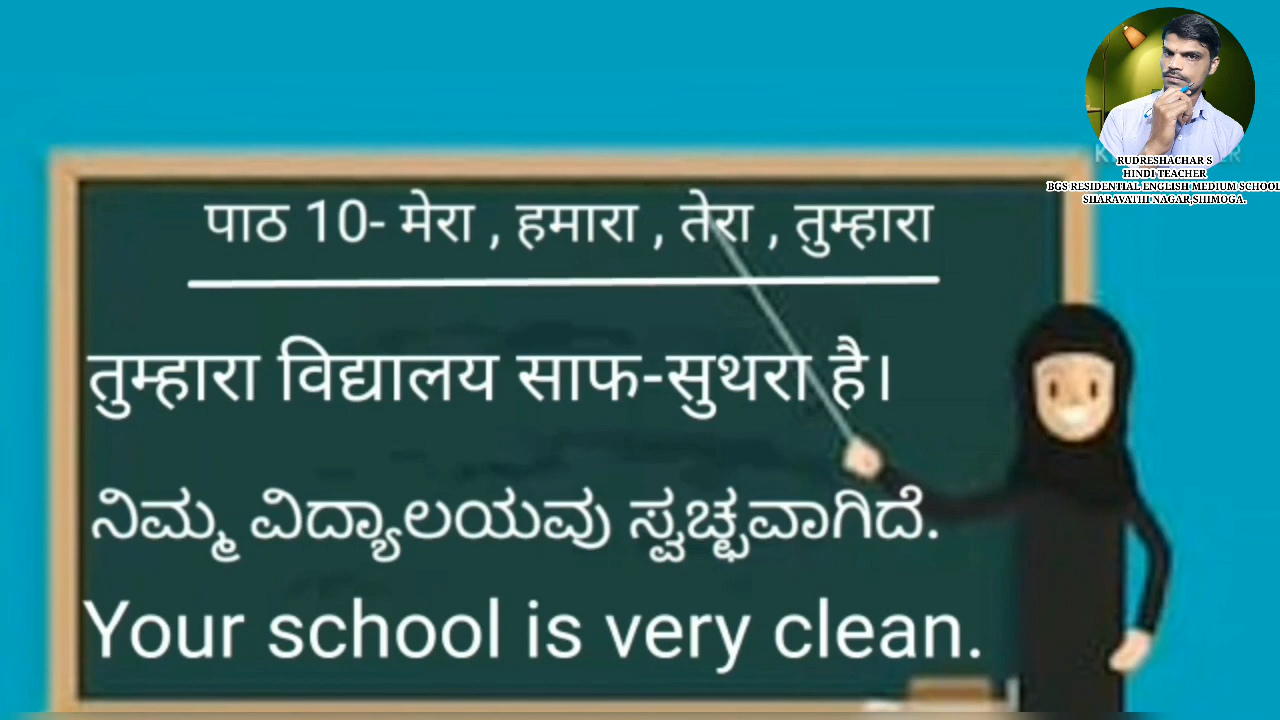 RUDRESHACHAR S
HINDI TEACHER
BGS RESIDENTIAL ENGLISH MEDIUM SCHOOL
SHARAVATHI NAGAR,SHIMOGA.
पाठ 10- मेरा , हमारा , तेरा , तुम्हारा
तुम्हारा विद्यालय साफ-सुथरा है।
ನಿಮ್ಮ ವಿದ್ಯಾಲಯವು ಸ್ವಚ್ಛವಾಗಿದೆ.
Your school is very clean.